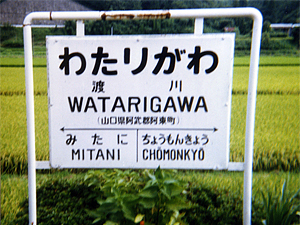 わたりがわ
渡川
WATARIGAWA
(山口県阿武郡阿東町)
みたに ちょうもんきょう
MITANI CHŌMONKYŌ